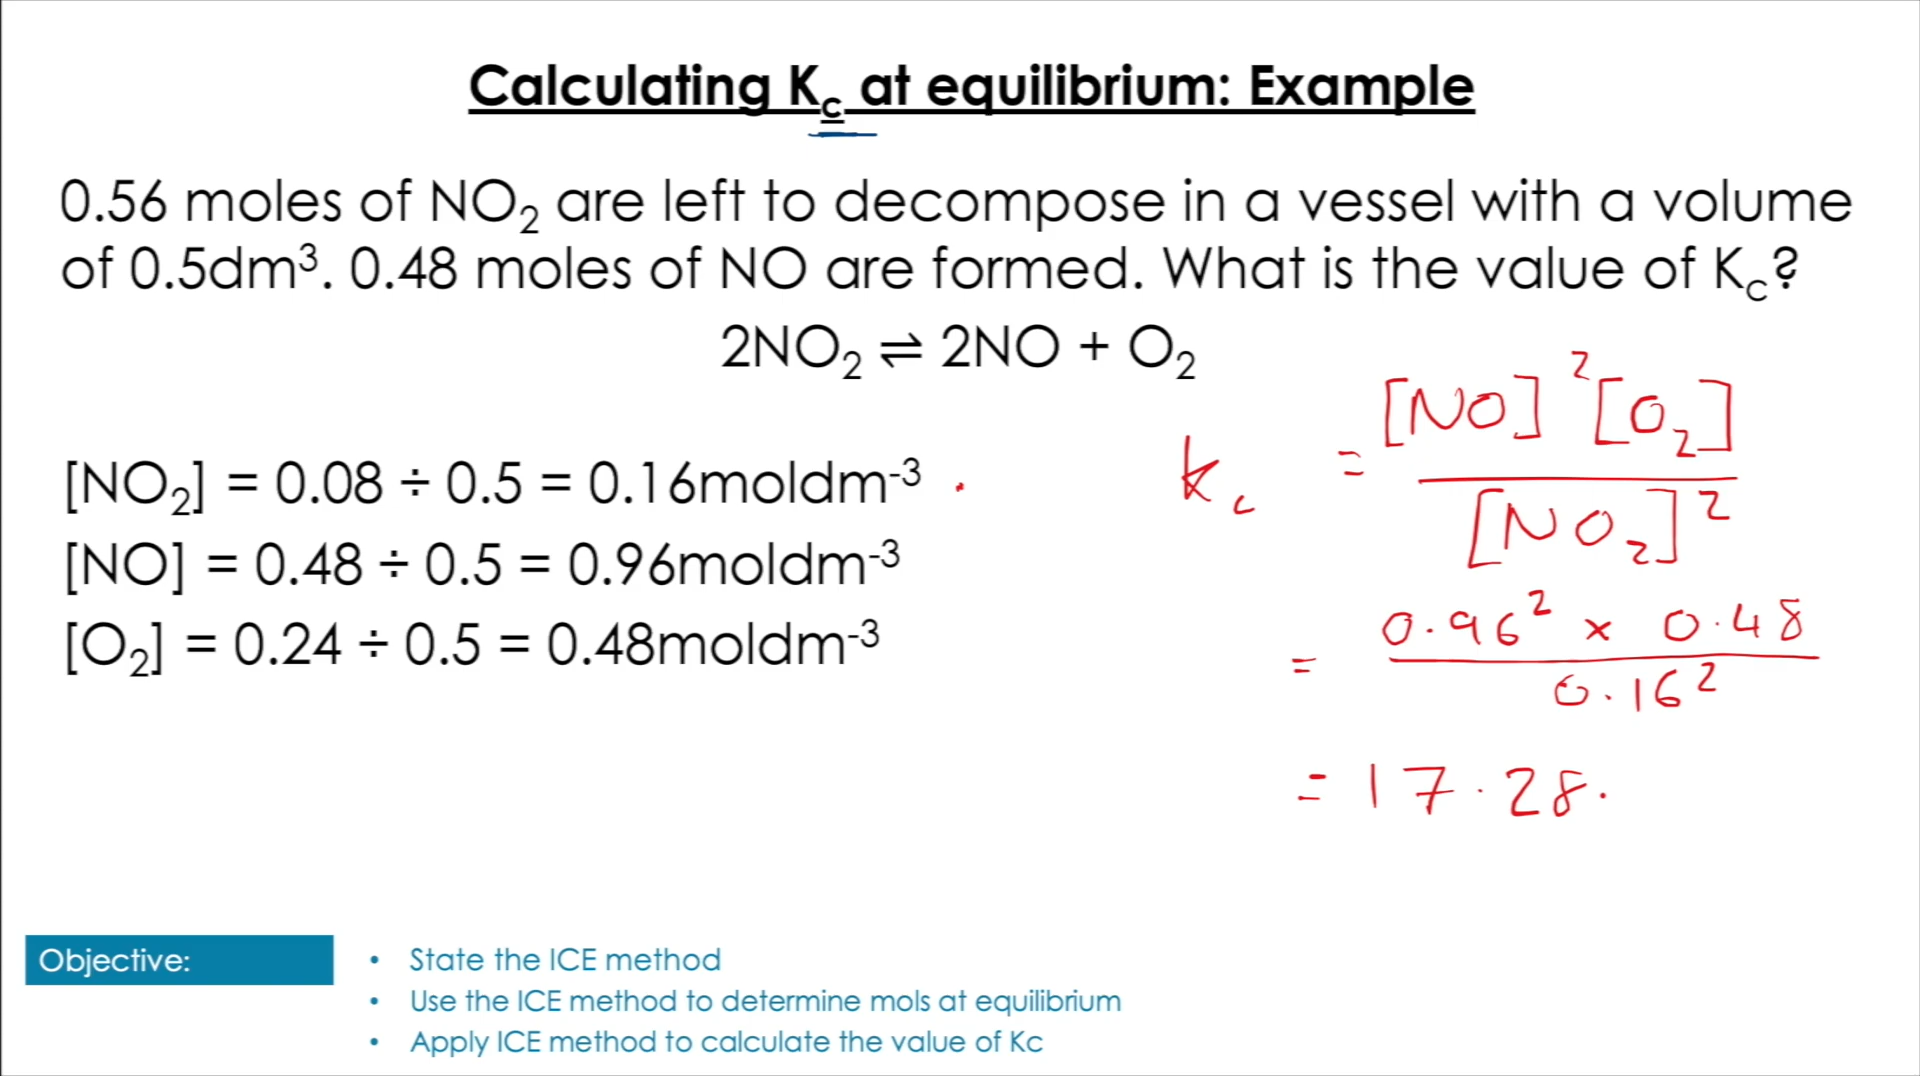 Calculating Kc at equilibrium: Example
0.56 moles of NO₂ are left to decompose in a vessel with a volume
of 0.5dm³. 0.48 moles of NO are formed. What is the value of Kc?
2NO₂ ⇌ 2NO + O₂
[NO₂] = 0.08 ÷ 0.5 = 0.16moldm⁻³
[NO] = 0.48 ÷ 0.5 = 0.96moldm⁻³
[O₂] = 0.24 ÷ 0.5 = 0.48moldm⁻³
kc = [NO]² [O₂]
[NO₂]²
= 0.96² x 0.48
0.16²
= 17.28.
Objective:
• State the ICE method
• Use the ICE method to determine mols at equilibrium
• Apply ICE method to calculate the value of Kc